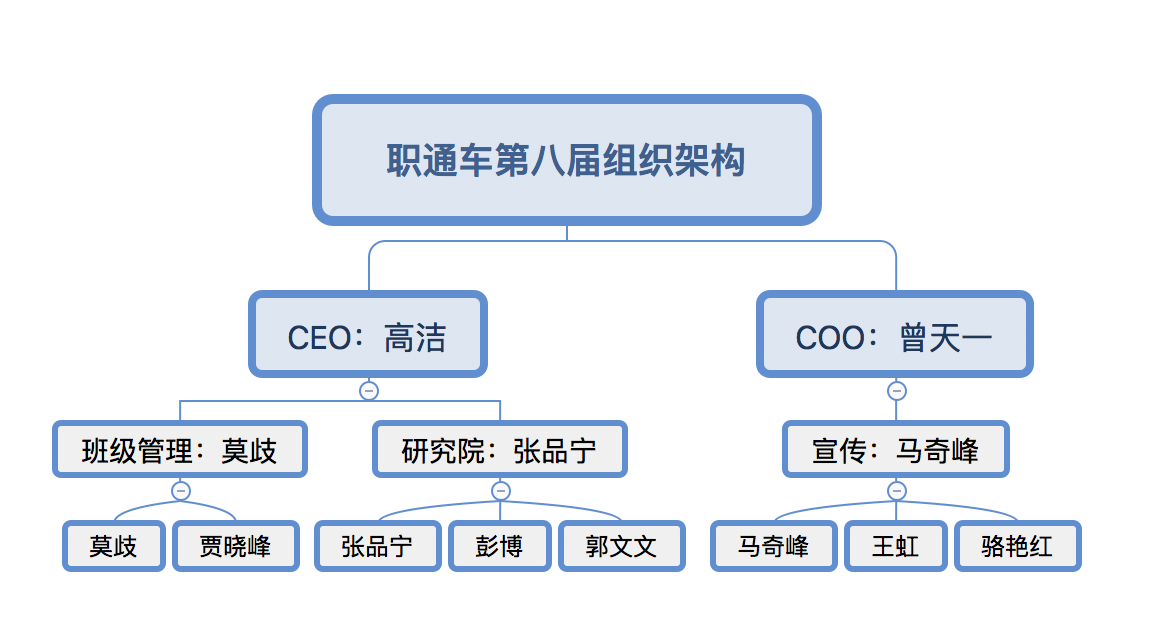 职通车第八届组织架构
CEO：高洁
COO：曾天一
班级管理：莫歧
研究院：张品宁
宣传：马奇峰
莫歧
贾晓峰
张品宁
彭博
郭文文
马奇峰
王虹
骆艳红